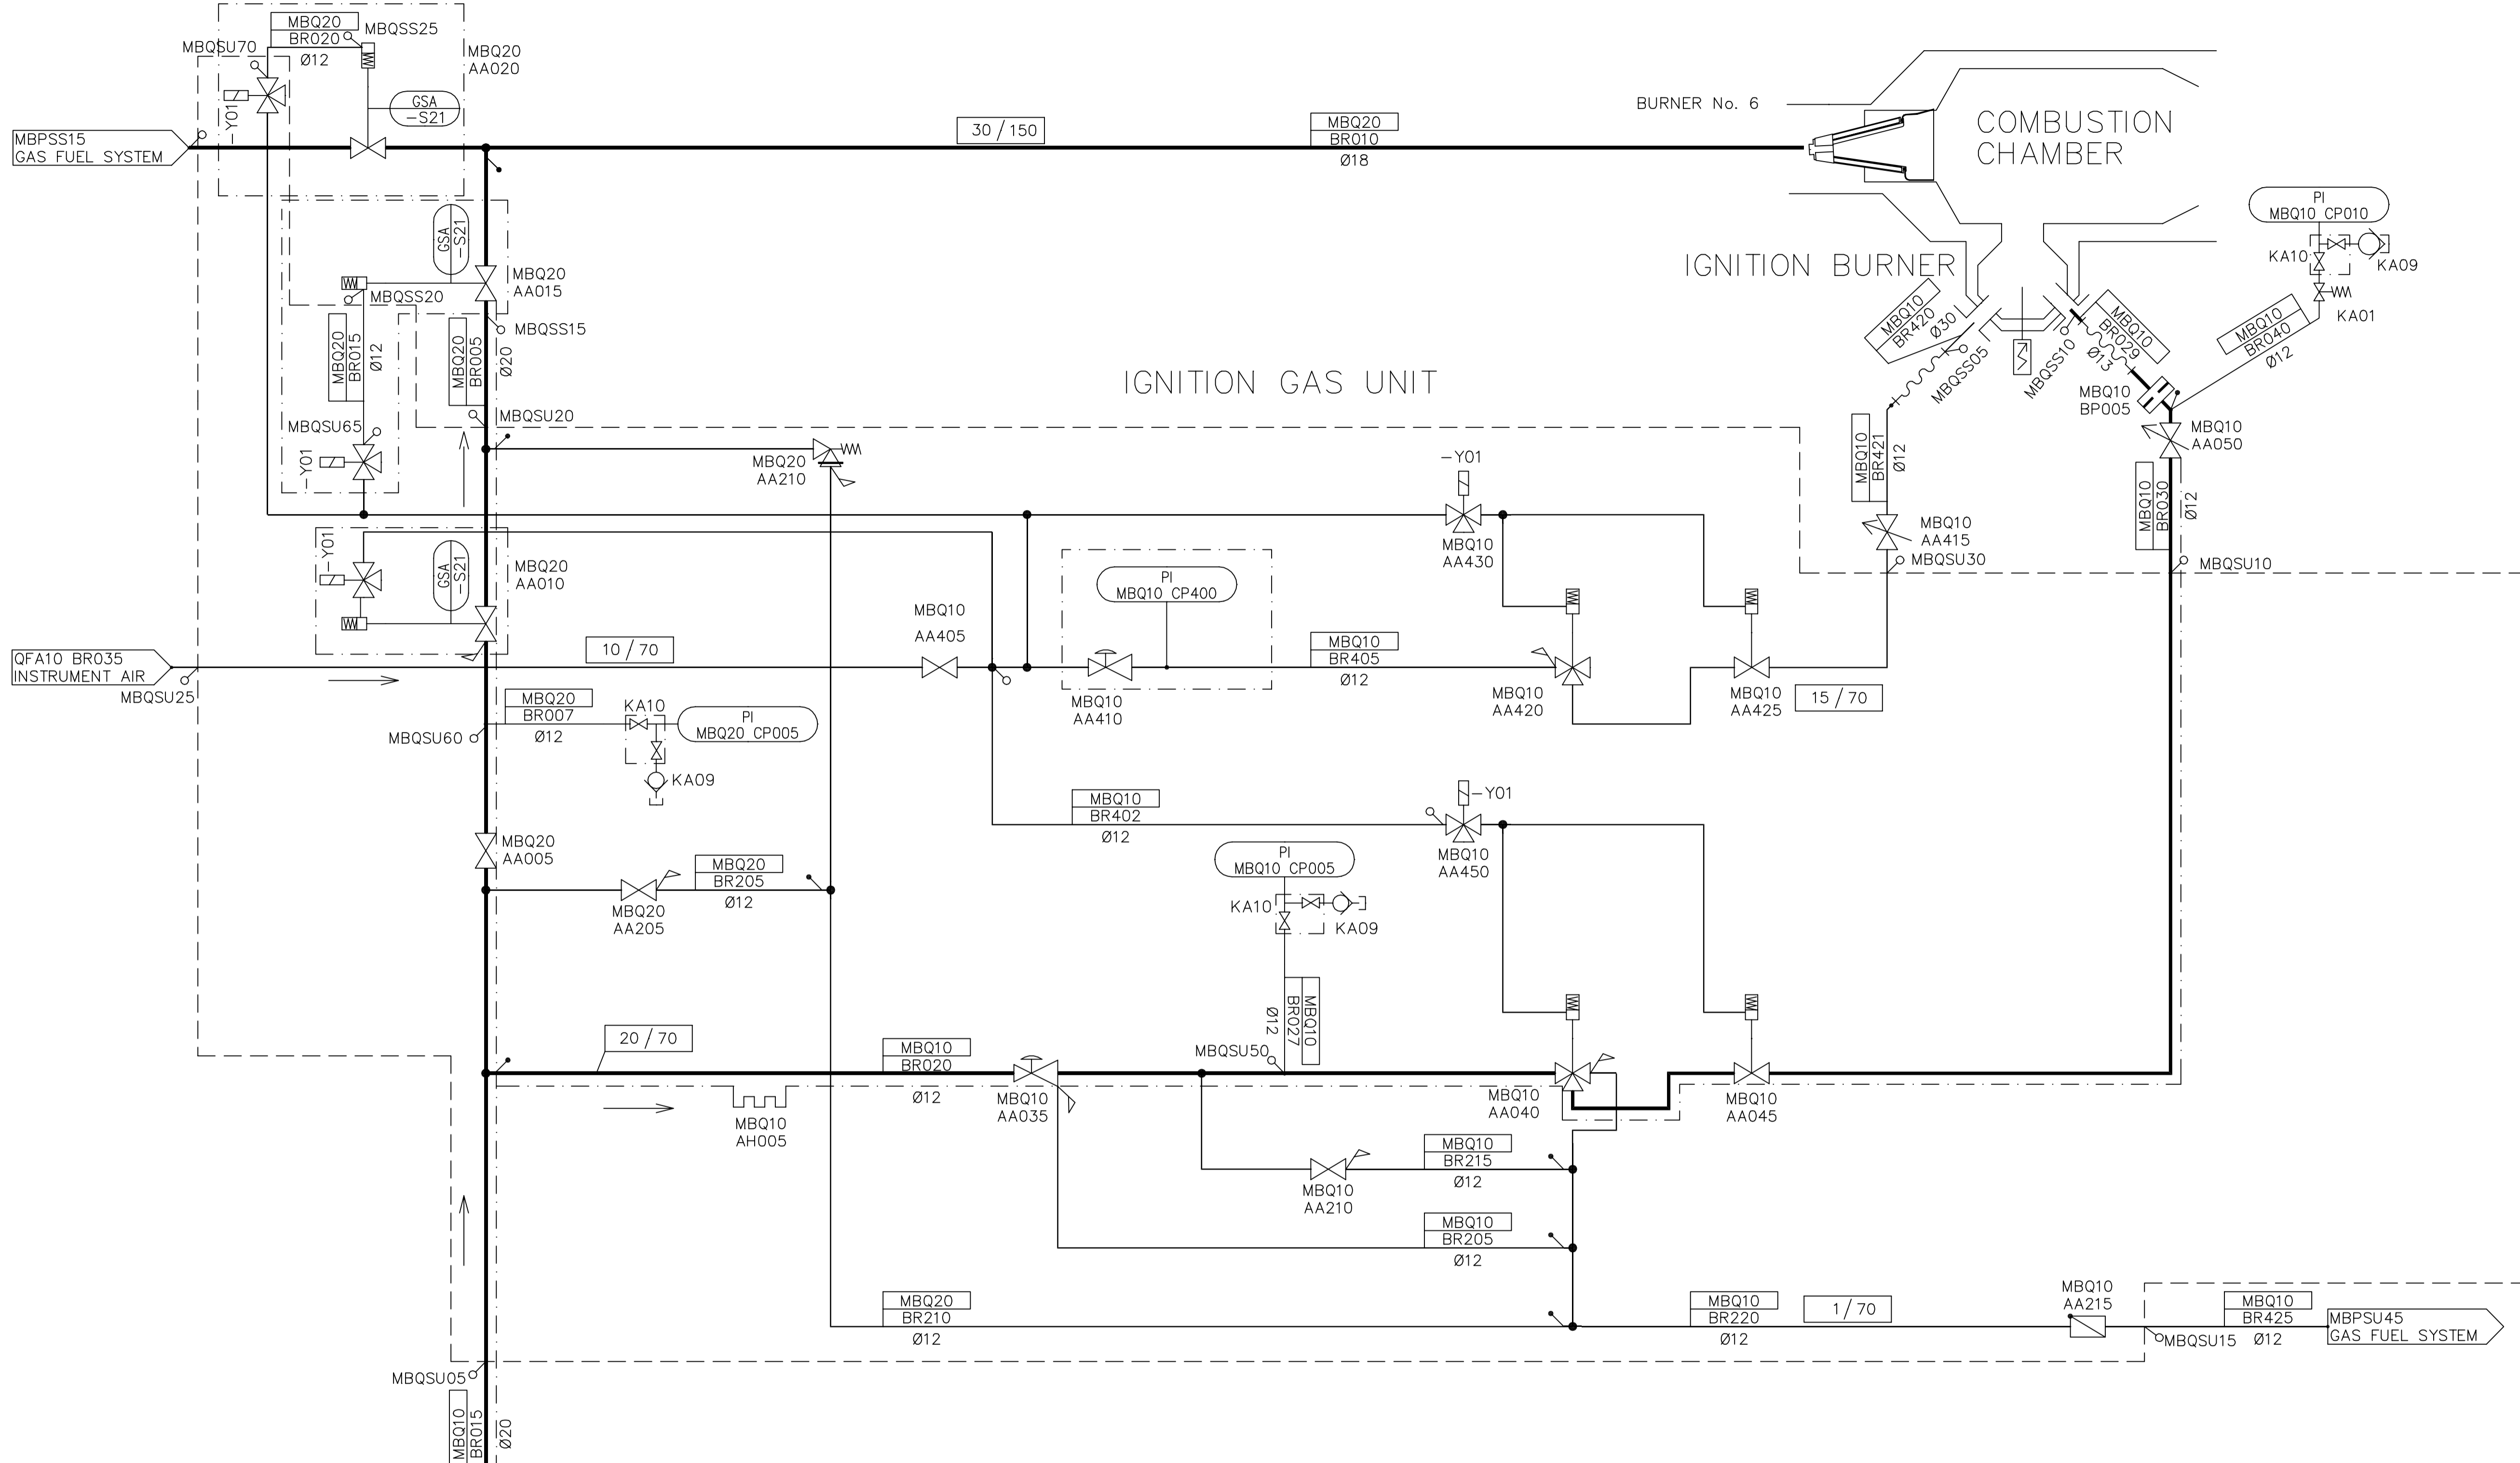 MBQ20
BR020
Ø12
MBQSS25
MBQSU70
MBQ20
AA020
-Y01
GSA
-S21
MBPSS15
GAS FUEL SYSTEM
30 / 150
MBQ20
BR010
Ø18
BURNER No. 6
COMBUSTION
CHAMBER
PI
MBQ10 CP010
KA10
KA09
KA01
IGNITION BURNER
GSA
-S21
MBQ20
AA015
MBQSS20
MBQSS15
MBQ20
BR015
Ø12
MBQ20
BR005
Ø20
MBQ10
BR420
Ø30
MBQSS05
MBQSS10
MBQ10
BR029
Ø13
MBQ10
BR040
Ø12
IGNITION GAS UNIT
MBQ10
BP005
MBQSU20
MBQSU65
-Y01
MBQ20
AA210
MBQ10
BR421
Ø12
MBQ10
AA050
MBQ10
BR030
Ø12
-Y01
MBQ10
AA430
MBQ10
AA415
MBQSU30
MBQSU10
-Y01
GSA
-S21
MBQ20
AA010
PI
MBQ10 CP400
MBQ10
AA405
QFA10 BR035
INSTRUMENT AIR
MBQSU25
10 / 70
MBQ10
AA410
MBQ10
BR405
Ø12
MBQ10
AA420
MBQ10
AA425
15 / 70
MBQ20
BR007
Ø12
KA10
PI
MBQ20 CP005
MBQSU60
KA09
MBQ10
BR402
Ø12
-Y01
MBQ10
AA450
MBQ20
AA005
MBQ20
AA205
MBQ20
BR205
Ø12
PI
MBQ10 CP005
KA10
KA09
MBQ10
BR027
Ø12
MBQSU50
20 / 70
MBQ10
BR020
Ø12
MBQ10
AH005
MBQ10
AA035
MBQ10
AA040
MBQ10
AA045
MBQ10
BR215
Ø12
MBQ10
AA210
MBQ10
BR205
Ø12
MBQ20
BR210
Ø12
MBQ10
BR220
Ø12
1 / 70
MBQ10
AA215
MBQSU15
MBQ10
BR425
Ø12
MBPSU45
GAS FUEL SYSTEM
MBQSU05
MBQ10
BR015
Ø20